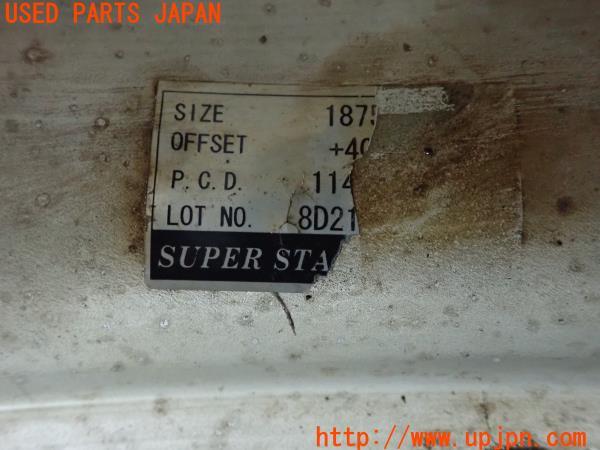 USED PARTS JAPAN
SIZE 1875
OFFSET +40
P.C.D. 114
LOT NO. 8D21
SUPER STA
http://www.upjpn.com